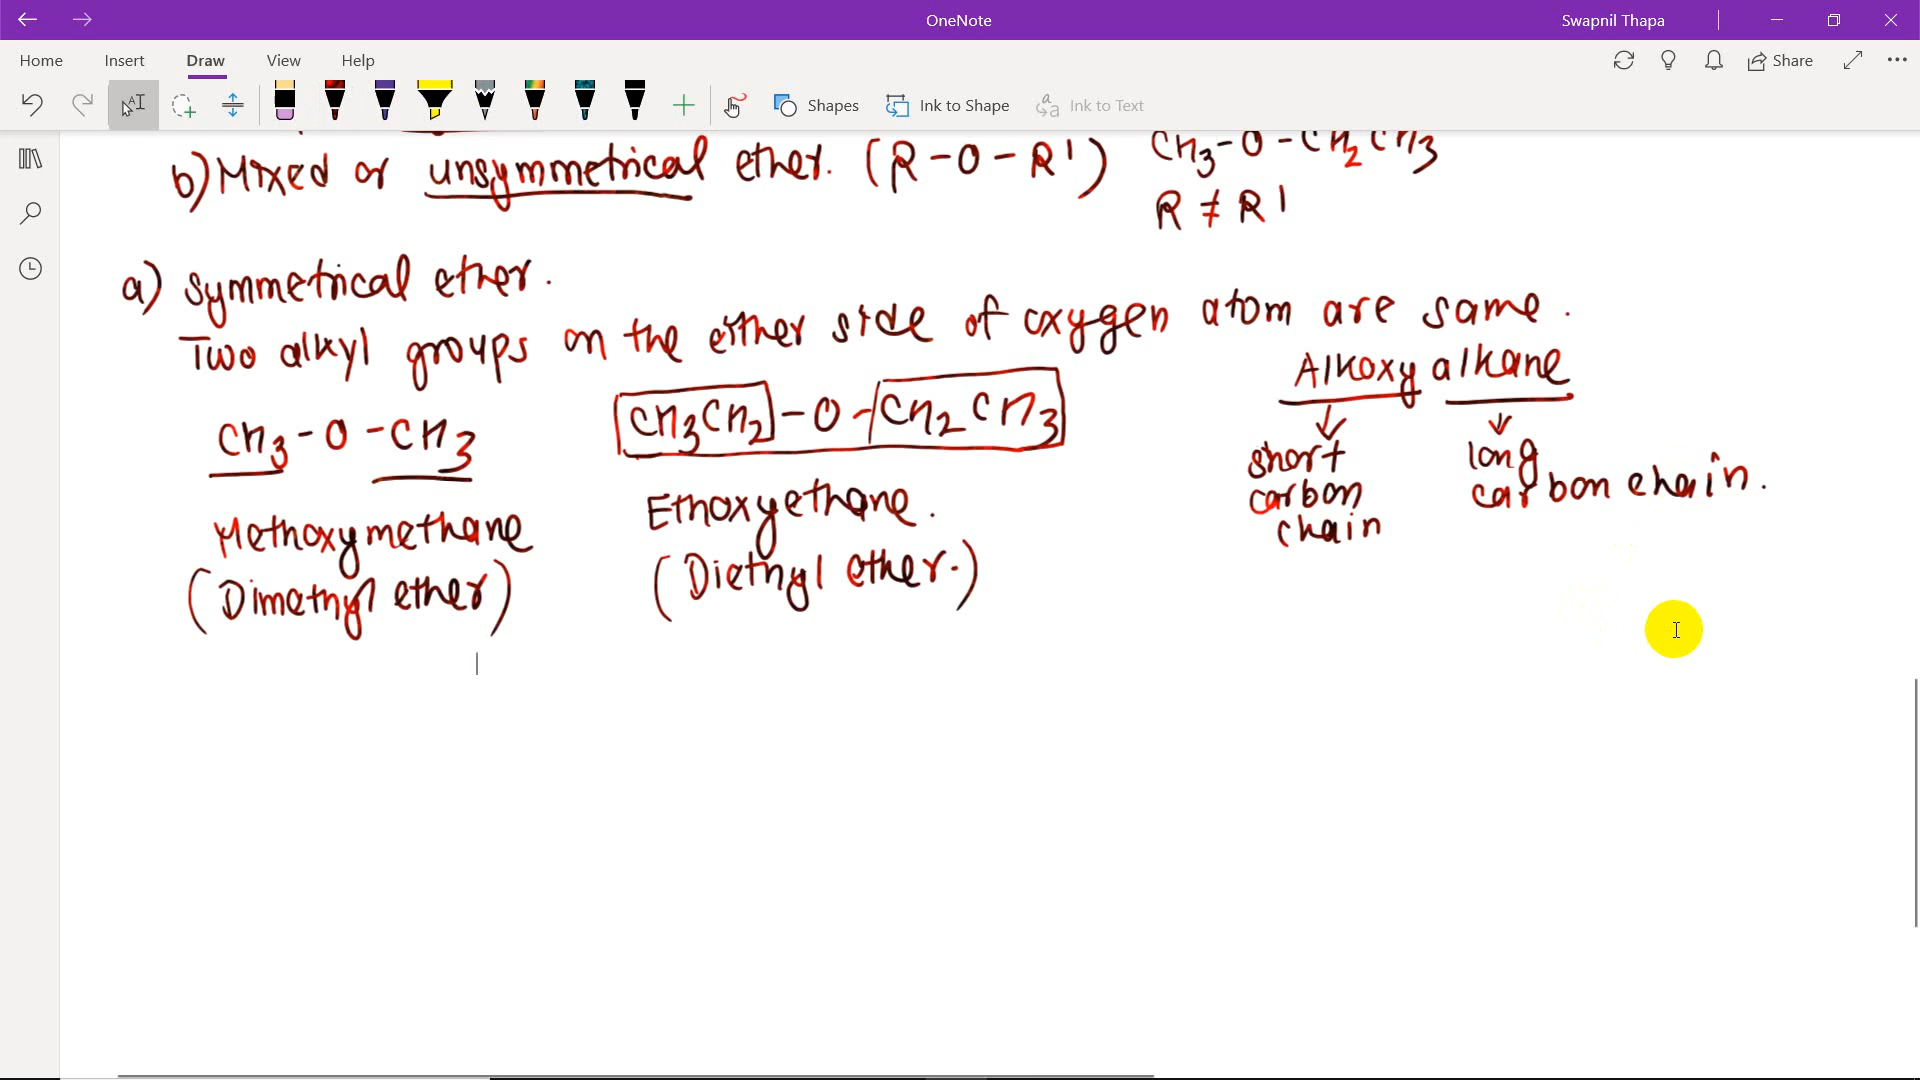 OneNote
Swapnil Thapa
Home Insert Draw View Help
Share
Shapes Ink to Shape Ink to Text
b) Mixed or unsymmetrical ether. (R-O-R')
CH3-O-CH2CH3
R ≠ R'
a) Symmetrical ether.
Two alkyl groups on the either side of oxygen atom are same.
Alkoxy alkane
CH3-O-CH3
CH3CH2-O-CH2CH3
short
carbon
chain
long
carbon chain.
Methoxymethane
(Dimethyl ether)
Ethoxyethane.
(Diethyl ether.)